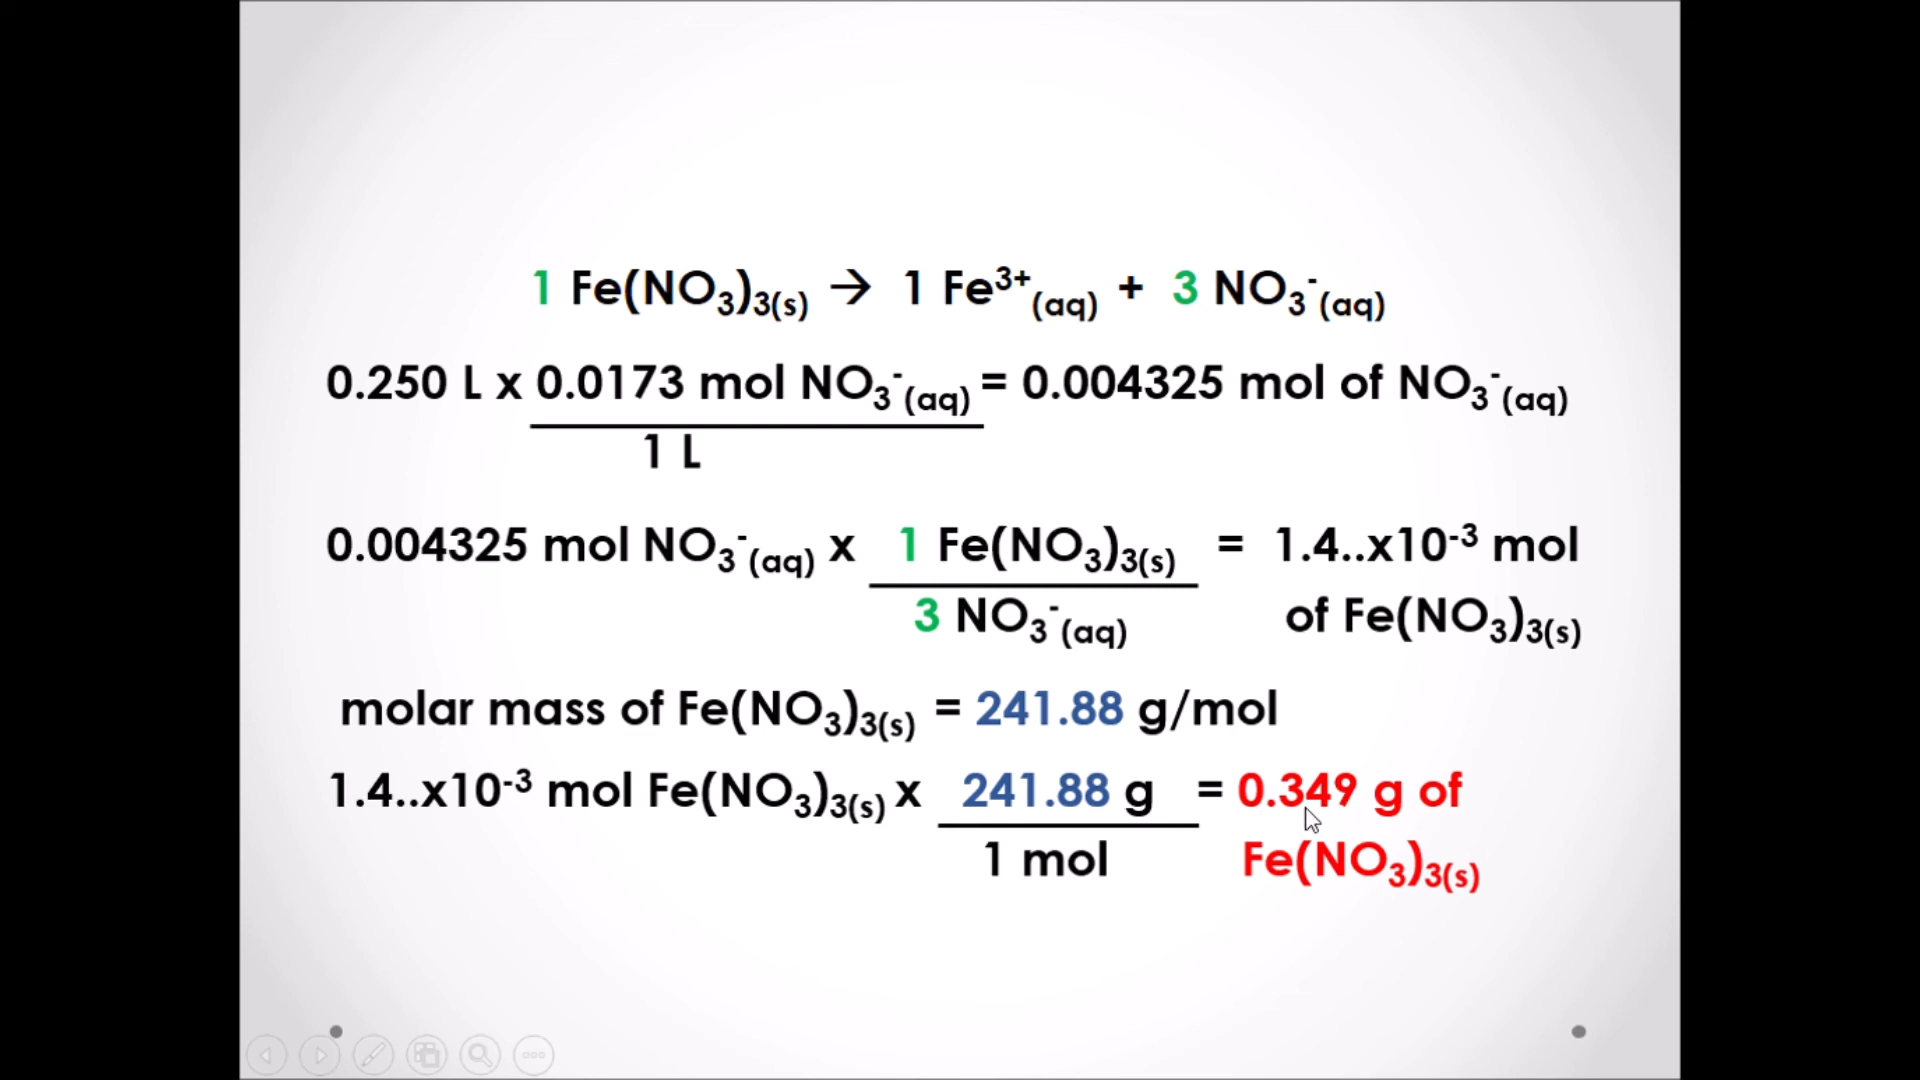 1 Fe(NO₃)₃₍ₛ₎ → 1 Fe³⁺(aq) + 3 NO₃⁻(aq)
0.250 L x 0.0173 mol NO₃⁻(aq) = 0.004325 mol of NO₃⁻(aq)
1 L
0.004325 mol NO₃⁻(aq) x 1 Fe(NO₃)₃₍ₛ₎ = 1.4..x10⁻³ mol
3 NO₃⁻(aq) of Fe(NO₃)₃₍ₛ₎
molar mass of Fe(NO₃)₃₍ₛ₎ = 241.88 g/mol
1.4..x10⁻³ mol Fe(NO₃)₃₍ₛ₎ x 241.88 g = 0.349 g of
1 mol Fe(NO₃)₃₍ₛ₎